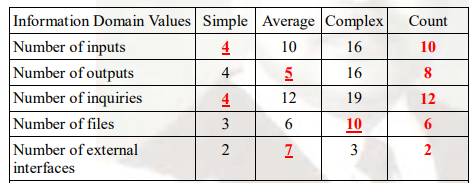 Information Domain Values Simple Average Complex Count
Number of inputs 4 10 16 10
Number of outputs 4 5 16 8
Number of inquiries 4 12 19 12
Number of files 3 6 10 6
Number of external 2 7 3 2
interfaces